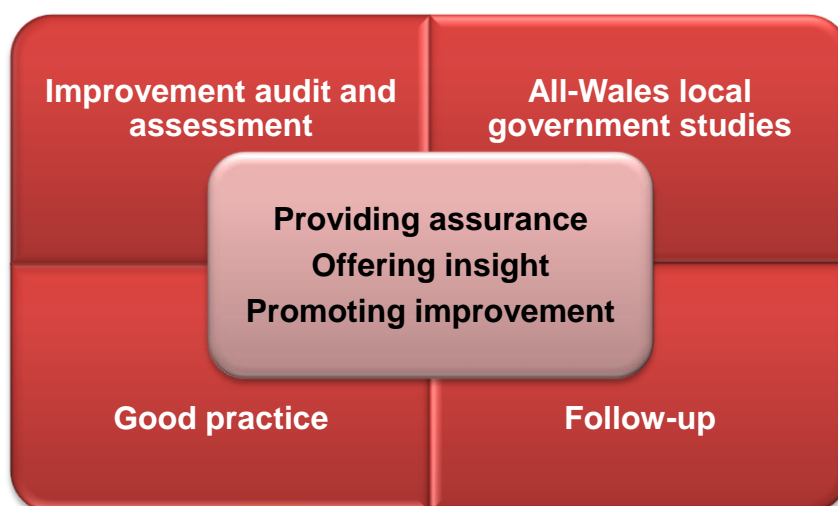 Improvement audit and
assessment
All-Wales local
government studies
Providing assurance
Offering insight
Promoting improvement
Good practice
Follow-up